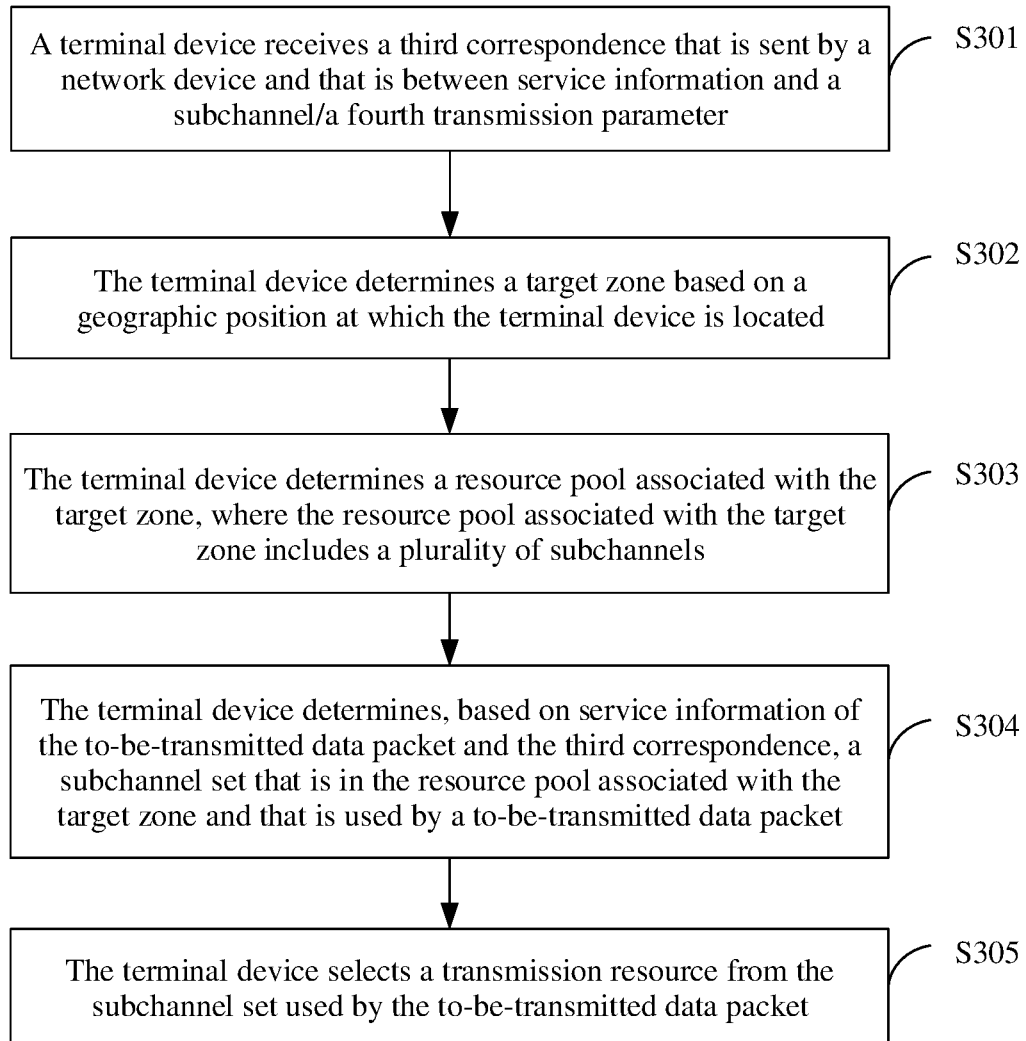 A terminal device receives a third correspondence that is sent by a
network device and that is between service information and a
subchannel/a fourth transmission parameter
S301
The terminal device determines a target zone based on a
geographic position at which the terminal device is located
S302
The terminal device determines a resource pool associated with the
target zone, where the resource pool associated with the target
zone includes a plurality of subchannels
S303
The terminal device determines, based on service information of
the to-be-transmitted data packet and the third correspondence, a
subchannel set that is in the resource pool associated with the
target zone and that is used by a to-be-transmitted data packet
S304
The terminal device selects a transmission resource from the
subchannel set used by the to-be-transmitted data packet
S305